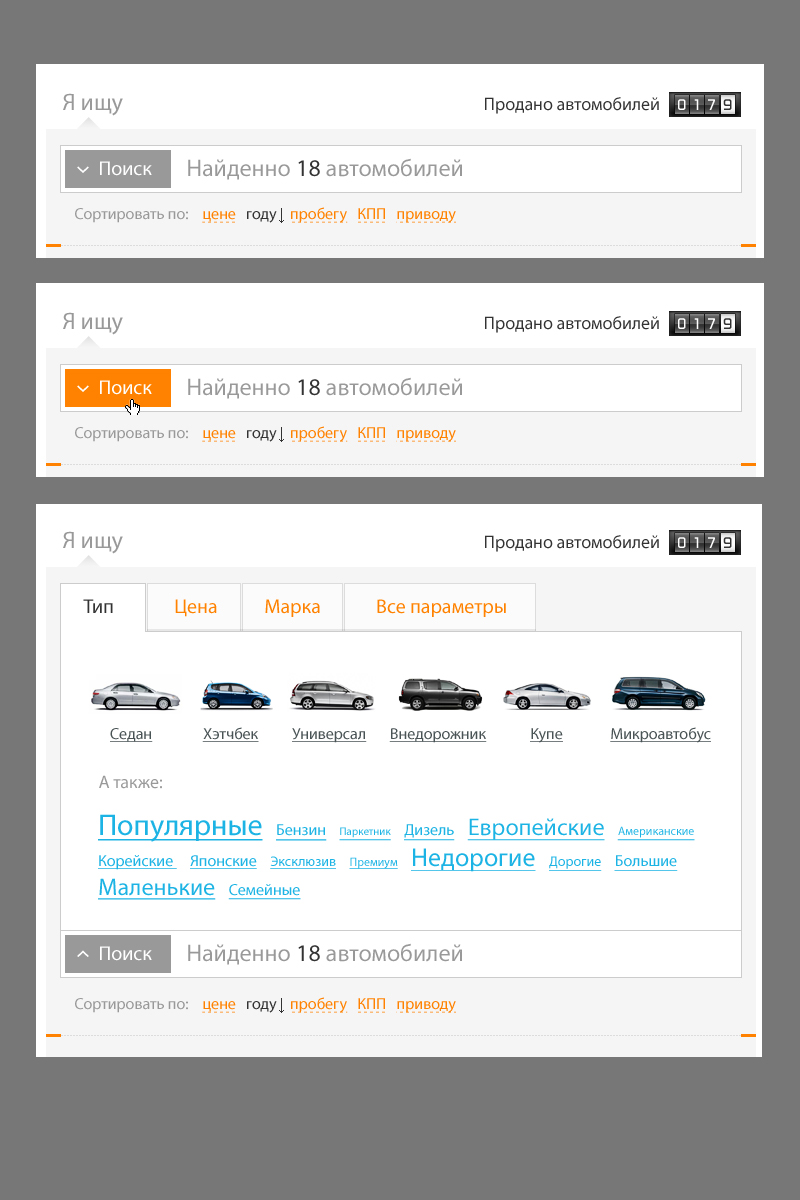 Я ищу
Продано автомобилей 0179
Поиск Найденно 18 автомобилей
Сортировать по: цене году↓ пробегу КПП приводу
Я ищу
Продано автомобилей 0179
Поиск Найденно 18 автомобилей
Сортировать по: цене году↓ пробегу КПП приводу
Я ищу
Продано автомобилей 0179
Тип Цена Марка Все параметры
Седан Хэтчбек Универсал Внедорожник Купе Микроавтобус
А также:
Популярные Бензин Паркетник Дизель Европейские Американские
Корейские Японские Эксклюзив Премиум Недорогие Дорогие Большие
Маленькие Семейные
Поиск Найденно 18 автомобилей
Сортировать по: цене году↓ пробегу КПП приводу